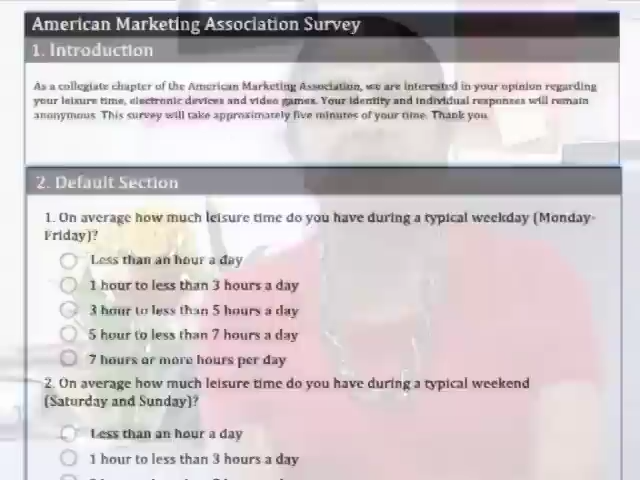 American Marketing Association Survey
1. Introduction
As a collegiate chapter of the American Marketing Association, we are interested in your opinion regarding
your leisure time, electronic devices and video games. Your identity and individual responses will remain
anonymous. This survey will take approximately five minutes of your time. Thank you.
2. Default Section
1. On average how much leisure time do you have during a typical weekday (Monday-
Friday)?
Less than an hour a day
1 hour to less than 3 hours a day
3 hour to less than 5 hours a day
5 hour to less than 7 hours a day
7 hours or more hours per day
2. On average how much leisure time do you have during a typical weekend
(Saturday and Sunday)?
Less than an hour a day
1 hour to less than 3 hours a day